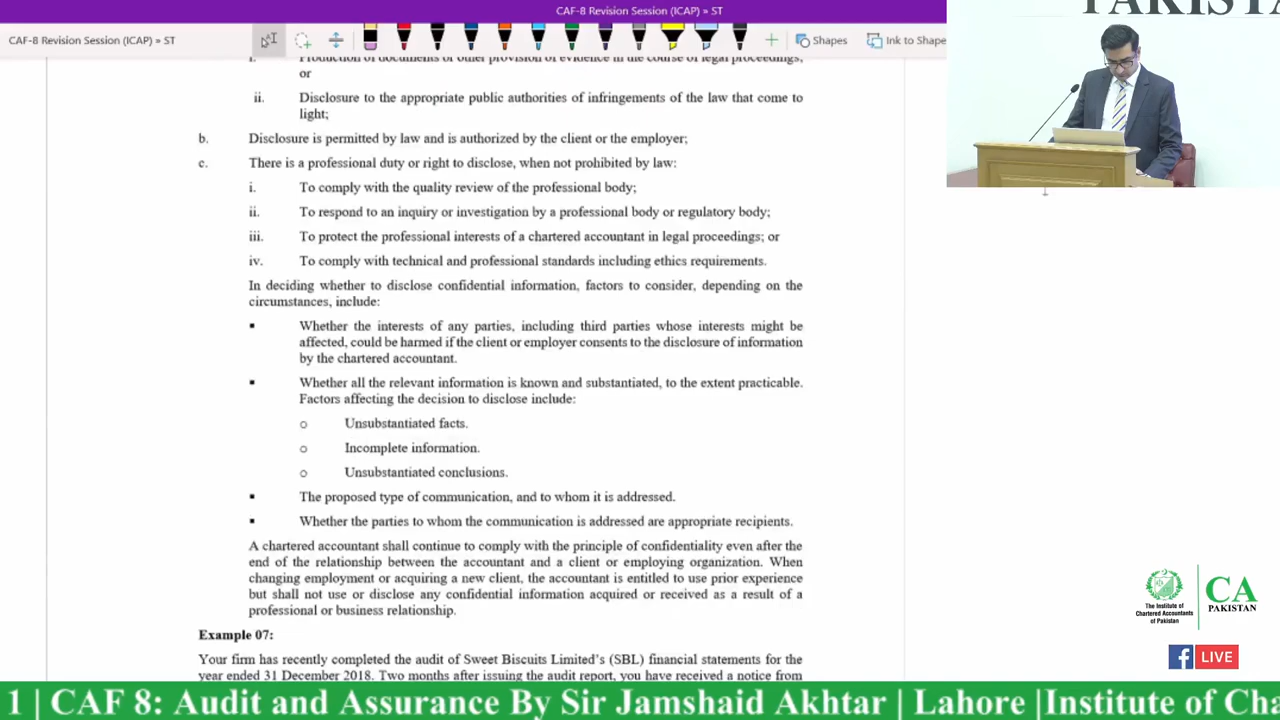 CAF-8 Revision Session (ICAP) » ST
PAKISTA
CAF-8 Revision Session (ICAP) » ST
Shapes
Ink to Shape
i. Production of documents or other provision of evidence in the course of legal proceedings;
or
ii. Disclosure to the appropriate public authorities of infringements of the law that come to
light;
b. Disclosure is permitted by law and is authorized by the client or the employer;
c. There is a professional duty or right to disclose, when not prohibited by law:
i. To comply with the quality review of the professional body;
ii. To respond to an inquiry or investigation by a professional body or regulatory body;
iii. To protect the professional interests of a chartered accountant in legal proceedings; or
iv. To comply with technical and professional standards including ethics requirements.
In deciding whether to disclose confidential information, factors to consider, depending on the
circumstances, include:
▪ Whether the interests of any parties, including third parties whose interests might be
affected, could be harmed if the client or employer consents to the disclosure of information
by the chartered accountant.
▪ Whether all the relevant information is known and substantiated, to the extent practicable.
Factors affecting the decision to disclose include:
o Unsubstantiated facts.
o Incomplete information.
o Unsubstantiated conclusions.
▪ The proposed type of communication, and to whom it is addressed.
▪ Whether the parties to whom the communication is addressed are appropriate recipients.
A chartered accountant shall continue to comply with the principle of confidentiality even after the
end of the relationship between the accountant and a client or employing organization. When
changing employment or acquiring a new client, the accountant is entitled to use prior experience
but shall not use or disclose any confidential information acquired or received as a result of a
professional or business relationship.
Example 07:
Your firm has recently completed the audit of Sweet Biscuits Limited's (SBL) financial statements for the
year ended 31 December 2018. Two months after issuing the audit report, you have received a notice from
The Institute of
Chartered Accountants
of Pakistan
CA
PAKISTAN
f LIVE
1 | CAF 8: Audit and Assurance By Sir Jamshaid Akhtar | Lahore |Institute of Cha